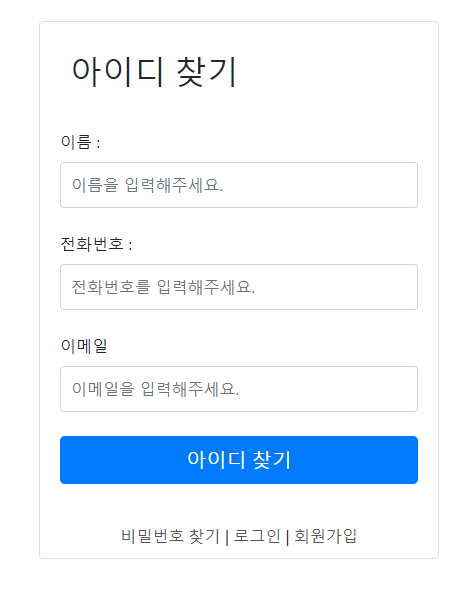 아이디 찾기
이름 :
이름을 입력해주세요.
전화번호 :
전화번호를 입력해주세요.
이메일
이메일을 입력해주세요.
아이디 찾기
비밀번호 찾기 | 로그인 | 회원가입